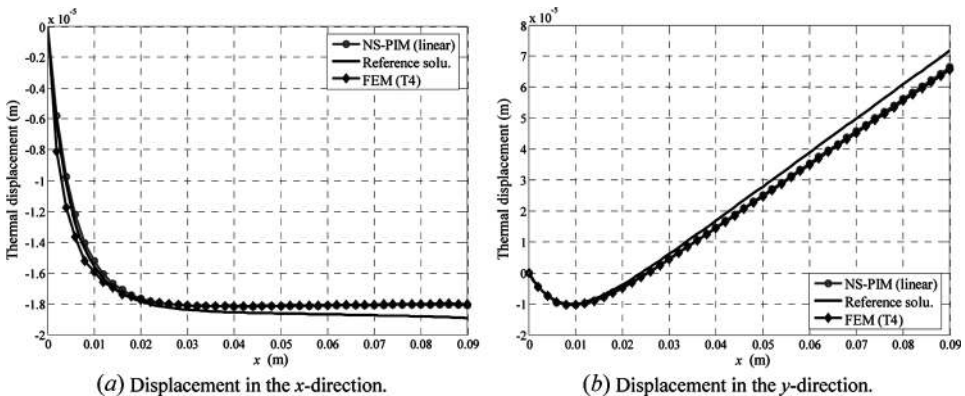 x 10⁻⁵
0
-0.2
-0.4
-0.6
-0.8
-1
-1.2
-1.4
-1.6
-1.8
-2
Thermal displacement (m)
NS-PIM (linear)
Reference solu.
FEM (T4)
0 0.01 0.02 0.03 0.04 0.05 0.06 0.07 0.08 0.09
x (m)
(a) Displacement in the x-direction.
x 10⁻⁵
8
7
6
5
4
3
2
1
0
-1
-2
Thermal displacement (m)
NS-PIM (linear)
Reference solu.
FEM (T4)
0 0.01 0.02 0.03 0.04 0.05 0.06 0.07 0.08 0.09
x (m)
(b) Displacement in the y-direction.